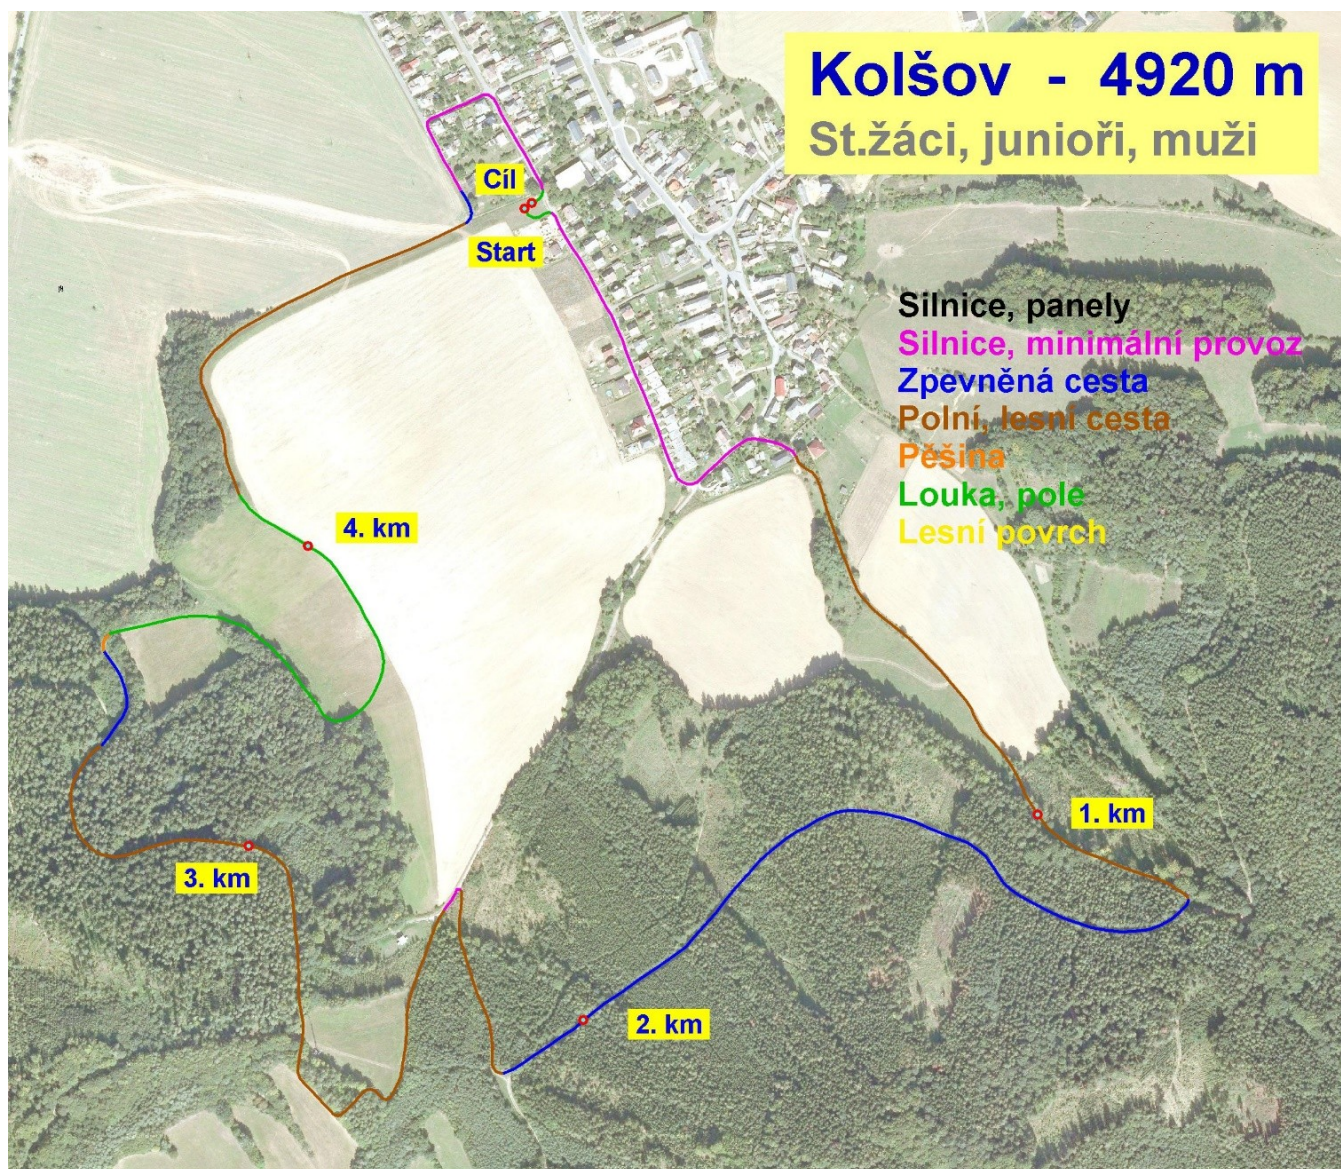 Kolšov - 4920 m
St.žáci, junioři, muži
Cíl
Start
Silnice, panely
Silnice, minimální provoz
Zpevněná cesta
Polní, lesní cesta
Pěšina
Louka, pole
Lesní povrch
4. km
1. km
3. km
2. km